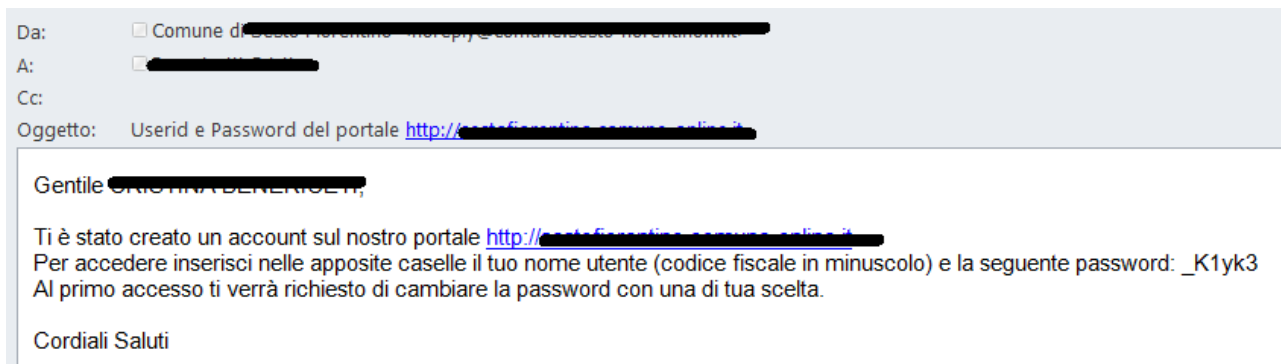 Da: Comune di
A:
Cc:
Oggetto: Userid e Password del portale http://
Gentile
Ti è stato creato un account sul nostro portale http://
Per accedere inserisci nelle apposite caselle il tuo nome utente (codice fiscale in minuscolo) e la seguente password: _K1yk3
Al primo accesso ti verrà richiesto di cambiare la password con una di tua scelta.
Cordiali Saluti